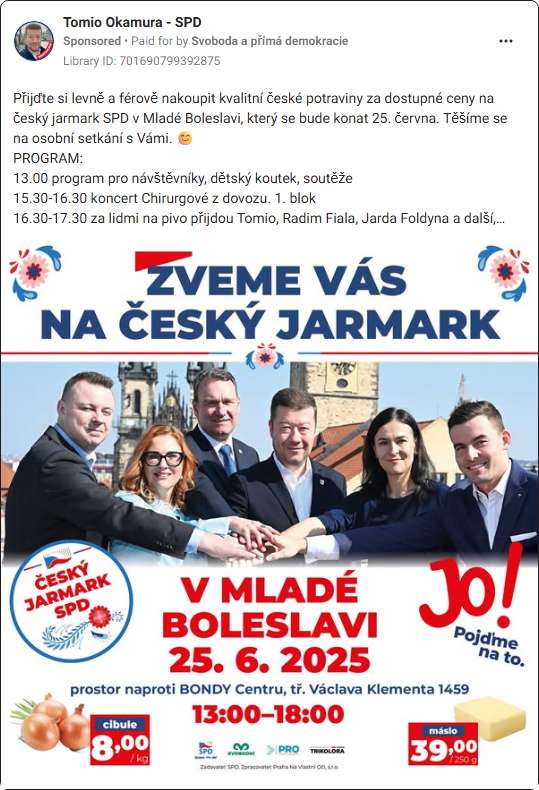 Tomio Okamura - SPD
Sponsored • Paid for by Svoboda a přímá demokracie
Library ID: 701690799392875
Přijďte si levně a férově nakoupit kvalitní české potraviny za dostupné ceny na
český jarmark SPD v Mladé Boleslavi, který se bude konat 25. června. Těšíme se
na osobní setkání s Vámi. 😊
PROGRAM:
13.00 program pro návštěvníky, dětský koutek, soutěže
15.30-16.30 koncert Chirurgové z dovozu. 1. blok
16.30-17.30 za lidmi na pivo přijdou Tomio, Radim Fiala, Jarda Foldyna a další,...
ZVEME VÁS
NA ČESKÝ JARMARK
ČESKÝ
JARMARK
SPD
V MLADÉ
BOLESLAVI
25. 6. 2025
JO!
Pojďme
na to.
prostor naproti BONDY Centru, tř. Václava Klementa 1459
13:00–18:00
cibule
8,00
/ kg
máslo
39,00
/ 250 g
SPD
PRO
TRIKOLORA
Zadavatel SPD, Zpracovatel Praha Na Vlastní Oči, s.r.o.